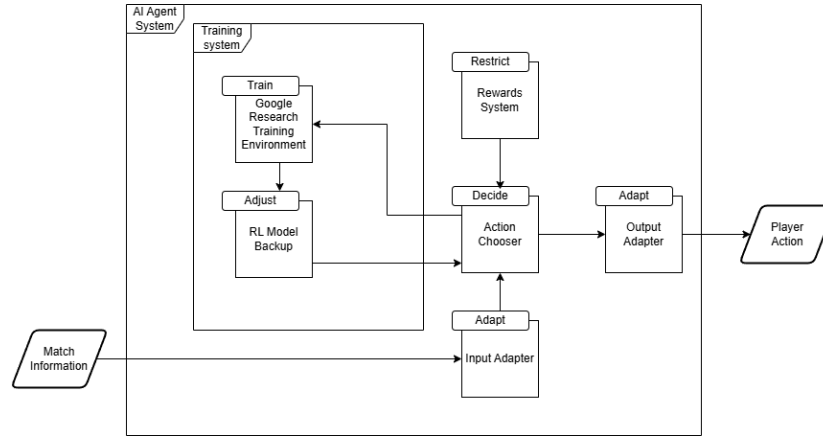 AI Agent
System
Training
system
Train
Google
Research
Training
Environment
Adjust
RL Model
Backup
Restrict
Rewards
System
Decide
Action
Chooser
Adapt
Output
Adapter
Player
Action
Adapt
Input Adapter
Match
Information